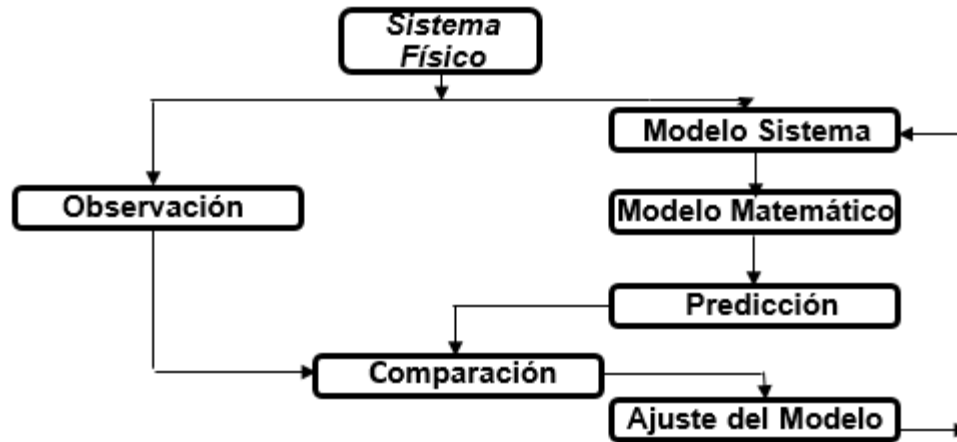 Sistema
Físico
Modelo Sistema
Observación
Modelo Matemático
Predicción
Comparación
Ajuste del Modelo